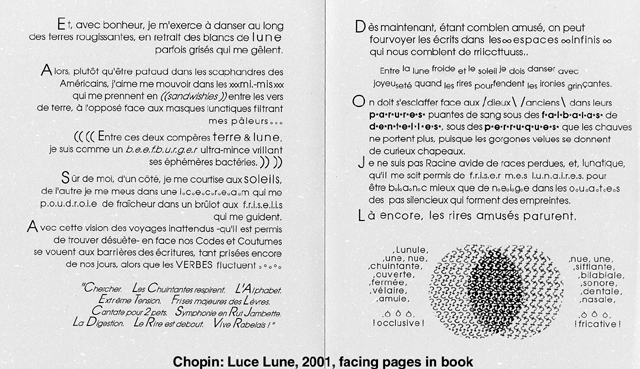 Et, avec bonheur, je m'exerce à danser au long
des terres rougissantes, en retrait des blancs de lune
parfois grisés qui me gêlent.
Alors, plutôt qu'être pataud dans les scaphandres des
Américains, j'aime me mouvoir dans les xxxmi.-misxxx
qui me prennent en ((sandwishies)) entre les vers
de terre, à l'opposé face aux masques lunatiques filtrant
mes pâleurs
(((( Entre ces deux compères terre & lune,
je suis comme un b.e.e.f.b.u.r.g.e.r ultra-mince vrillant
ses éphémères bactéries. )) ))
Sûr de moi, d'un côté, je me courtise aux soleils,
de l'autre je me meus dans une i.c.e.c.r.e.a.m qui me
p.o.u.d.r.o.i.e de fraîcheur dans un brûlot aux f.r.i.s.e.l.i.s
qui me guident.
Avec cette vision des voyages inattendus -qu'il est permis
de trouver désuète- en face nos Codes et Coutumes
se vouent aux barrières des écritures, tant prisées encore
de nos jours, alors que les VERBES fluctuent
"Chercher. Les Chuintantes respirent. L'Alphabet.
Extrême Tension. Frises majeures des Lèvres.
Cantate pour 2 pets. Symphonie en Rut Jambette.
La Digestion. Le Rire est debout. Vive Rabelais !"
Dès maintenant, étant combien amusé, on peut
fourvoyer les écrits dans les ∞ espaces ∞ infinis ∞
qui nous comblent de rriiccttuuss..
Entre la lune froide et le soleil je dois danser avec
joyeuseté quand les rires pourfendent les ironies grinçantes.
On doit s'esclaffer face aux /dieux\ /anciens\ dans leurs
p•a•r•u•r•e•s• puantes de sang sous des f•a•l•b•a•l•a•s• de
d•e•n•t•e•l•l•e•s•, sous des p•e•r•r•u•q•u•e•s• que les chauves
ne portent plus, puisque les gorgones velues se donnent
de curieux chapeaux.
Je ne suis pas Racine avide de races perdues, et, lunatique,
qu'il me soit permis de f.r.i.s.e.r m.e.s l.u.n.a.i.r.e.s. pour
être b.l.a.n.c mieux que de n.e.i.g.e dans les o.u.a.t.e.s
des pas silencieux qui forment des empreintes.
Là encore, les rires amusés parurent.
Lunule,
une, nue,
chuintante,
ouverte,
fermée,
vélaire,
amule,
ô ô ô
! occlusive !
nue, une,
sifflante,
bilabiale,
sonore,
dentale,
nasale,
ô ô ô
! fricative !
Chopin: Luce Lune, 2001, facing pages in book